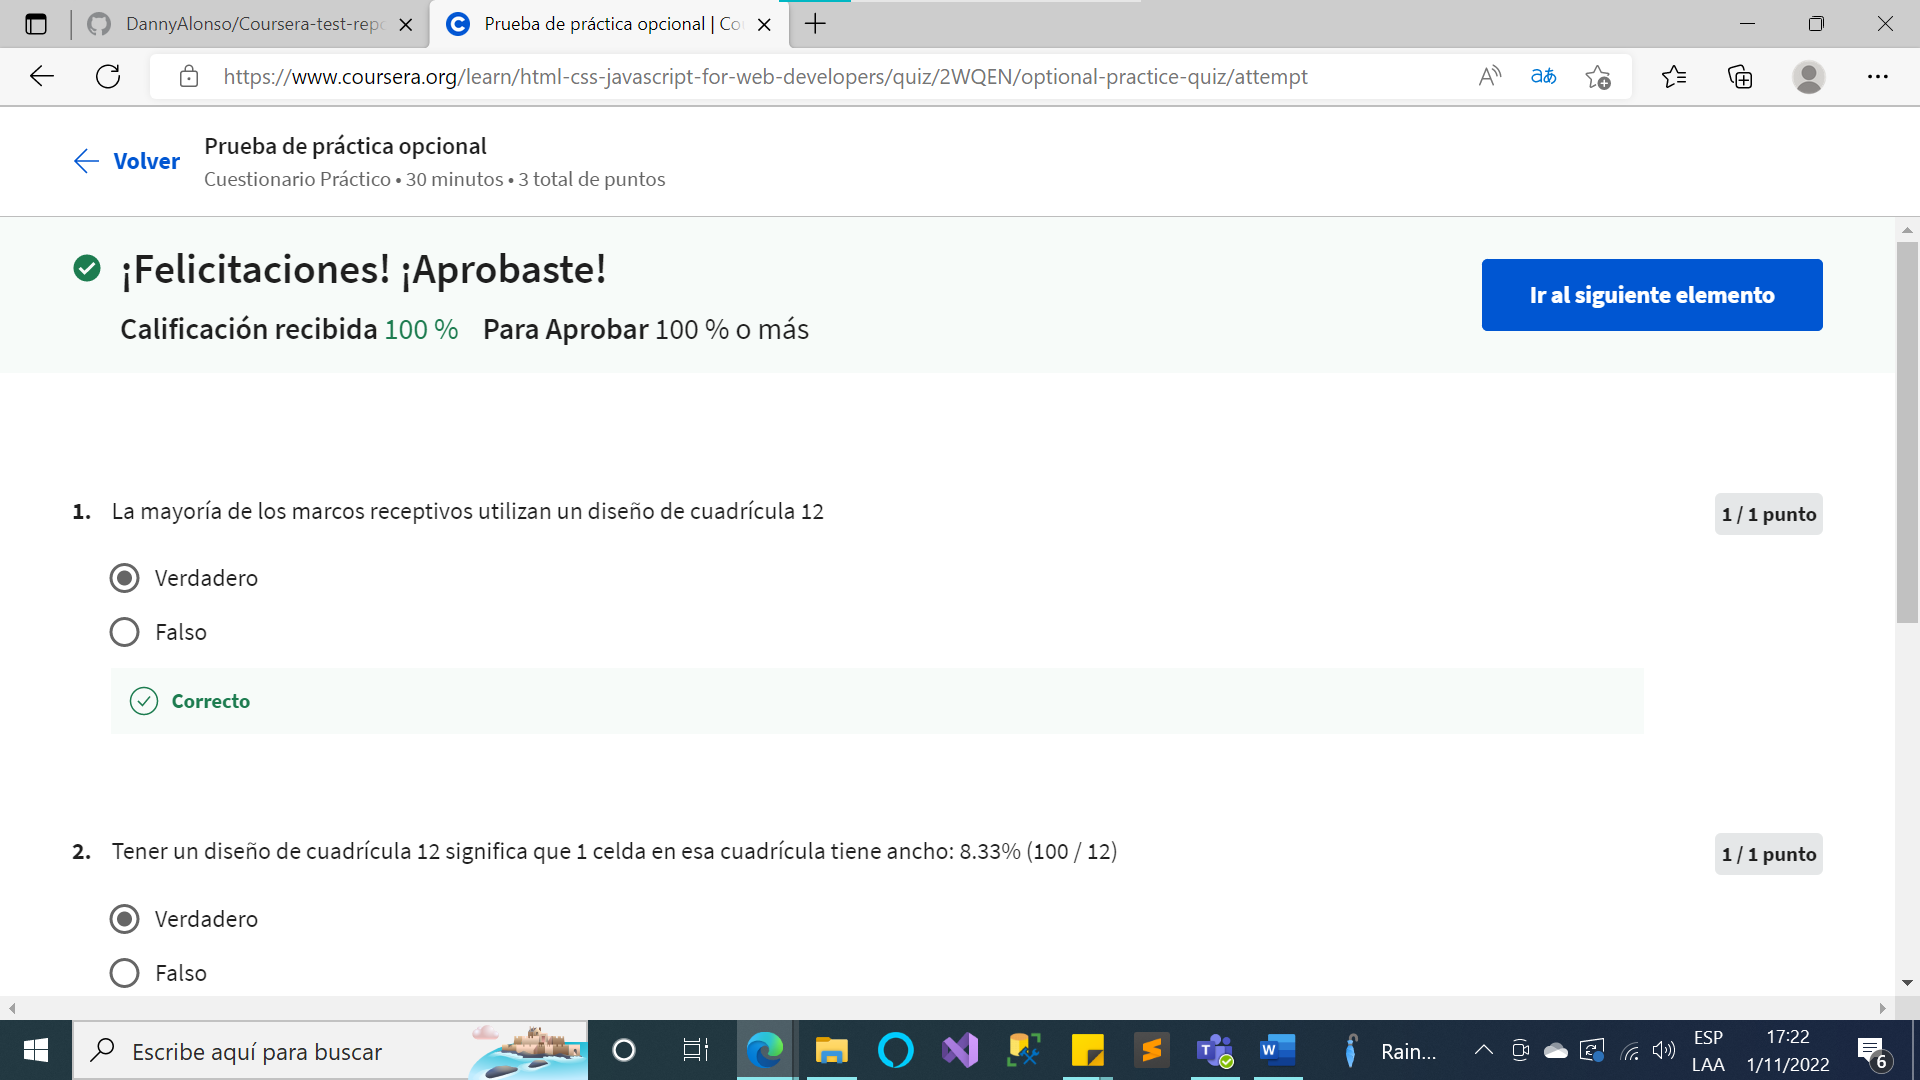 DannyAlonso/Coursera-test-repo
Prueba de práctica opcional | Co
https://www.coursera.org/learn/html-css-javascript-for-web-developers/quiz/2WQEN/optional-practice-quiz/attempt
Volver
Prueba de práctica opcional
Cuestionario Práctico • 30 minutos • 3 total de puntos
¡Felicitaciones! ¡Aprobaste!
Calificación recibida 100 % Para Aprobar 100 % o más
Ir al siguiente elemento
1. La mayoría de los marcos receptivos utilizan un diseño de cuadrícula 12
1 / 1 punto
Verdadero
Falso
Correcto
2. Tener un diseño de cuadrícula 12 significa que 1 celda en esa cuadrícula tiene ancho: 8.33% (100 / 12)
1 / 1 punto
Verdadero
Falso
Escribe aquí para buscar
Rain...
ESP
LAA
17:22
1/11/2022
6